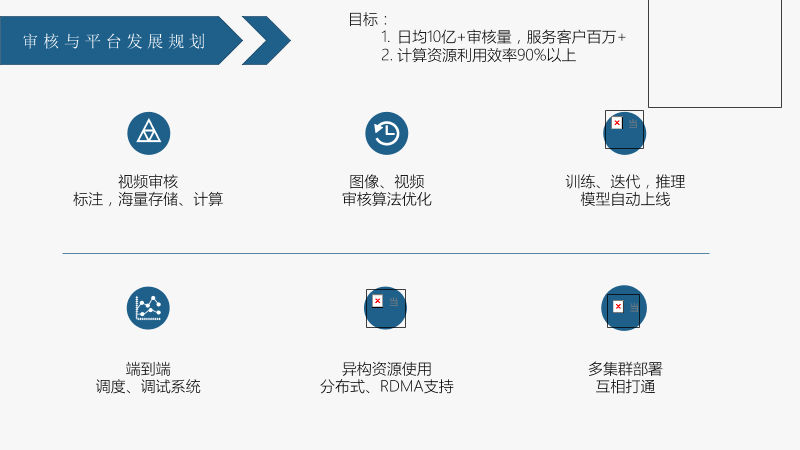 审核与平台发展规划
目标：
1. 日均10亿+审核量，服务客户百万+
2. 计算资源利用效率90%以上
视频审核
标注，海量存储、计算
图像、视频
审核算法优化
当
训练、迭代，推理
模型自动上线
端到端
调度、调试系统
当
异构资源使用
分布式、RDMA支持
当
多集群部署
互相打通